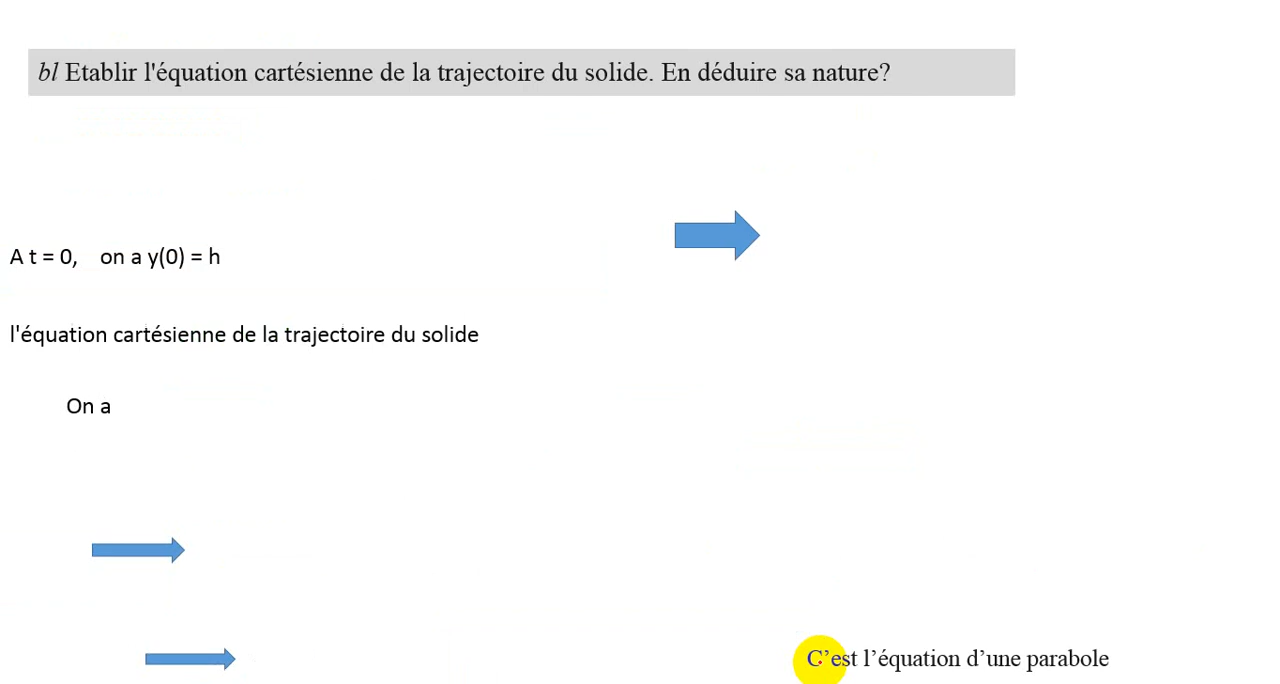 bl Etablir l'équation cartésienne de la trajectoire du solide. En déduire sa nature?
A t = 0, on a y(0) = h
l'équation cartésienne de la trajectoire du solide
On a
C’est l’équation d’une parabole